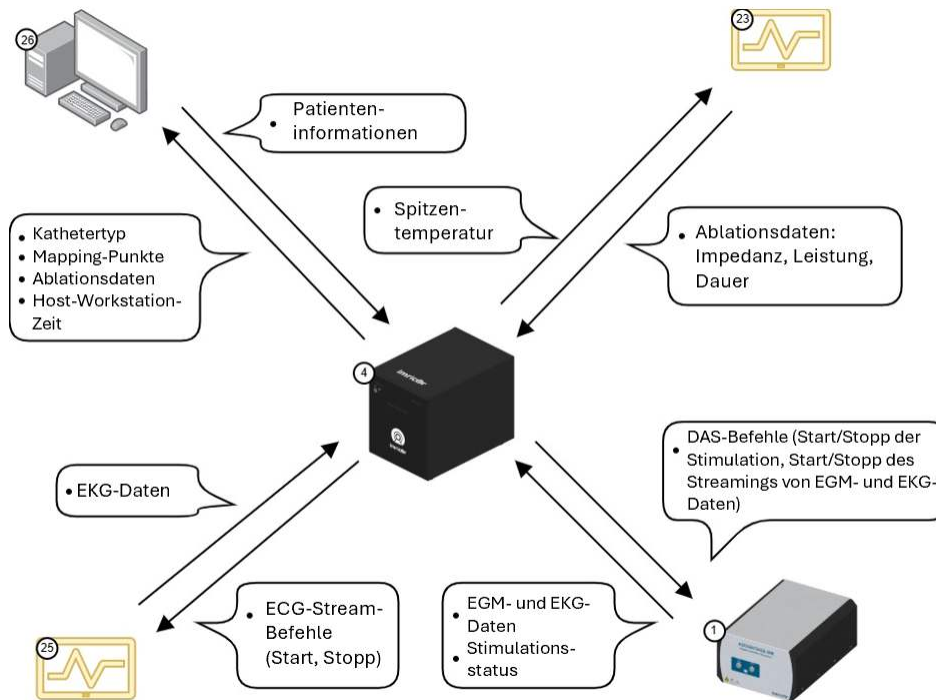 26
23
• Patienten-
informationen
• Spitzen-
temperatur
• Kathetertyp
• Mapping-Punkte
• Ablationsdaten
• Host-Workstation-
Zeit
• Ablationsdaten:
Impedanz, Leistung,
Dauer
4
imricor
imricor
• DAS-Befehle (Start/Stopp der
Stimulation, Start/Stopp des
Streamings von EGM- und EKG-
Daten)
• EKG-Daten
• ECG-Stream-
Befehle
(Start, Stopp)
• EGM- und EKG-
Daten
• Stimulations-
status
25
1